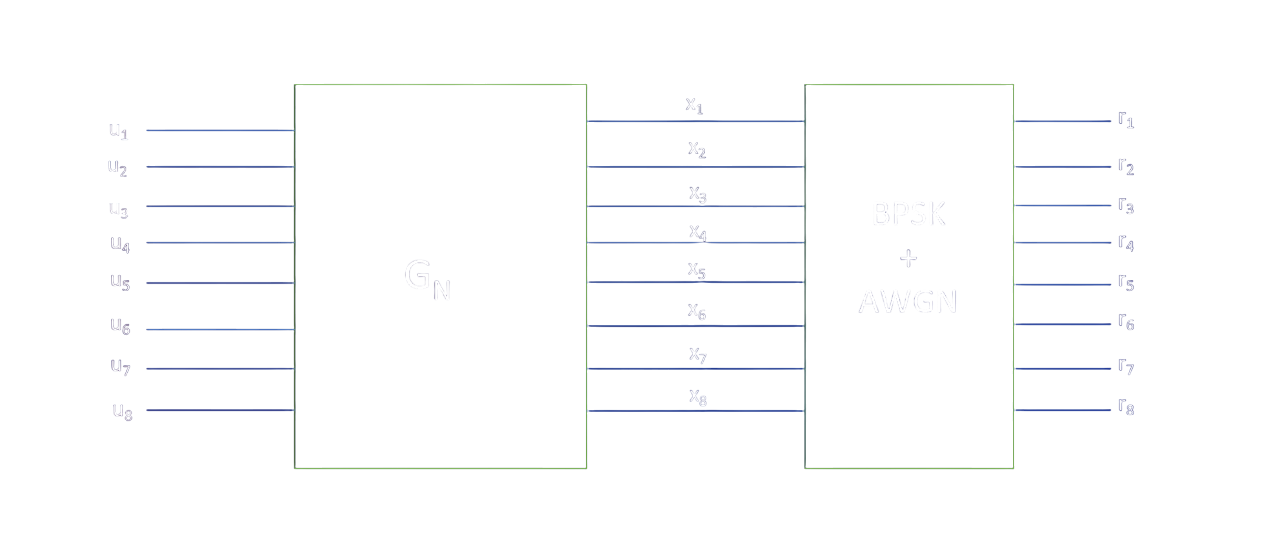 u₁
u₂
u₃
u₄
u₅
u₆
u₇
u₈
G_N
x₁
x₂
x₃
x₄
x₅
x₆
x₇
x₈
BPSK
+
AWGN
r₁
r₂
r₃
r₄
r₅
r₆
r₇
r₈